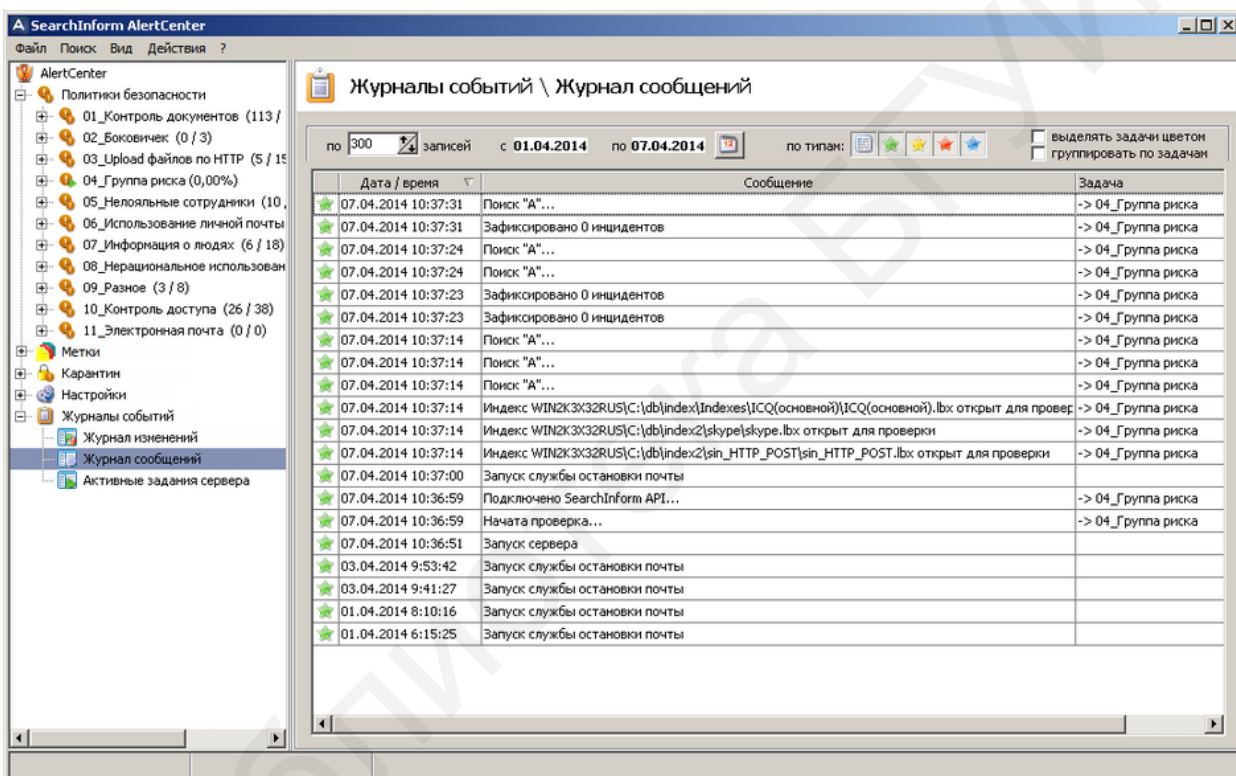 SearchInform AlertCenter
Файл Поиск Вид Действия ?
AlertCenter
Политики безопасности
01_Контроль документов (113 /
02_Боковичек (0 / 3)
03_Upload файлов по HTTP (5 / 15
04_Группа риска (0,00%)
05_Нелояльные сотрудники (10,
06_Использование личной почты
07_Информация о людях (6 / 18)
08_Нерациональное использован
09_Разное (3 / 8)
10_Контроль доступа (26 / 38)
11_Электронная почта (0 / 0)
Метки
Карантин
Настройки
Журналы событий
Журнал изменений
Журнал сообщений
Активные задания сервера
Журналы событий \ Журнал сообщений
по 300 записей с 01.04.2014 по 07.04.2014 12 по типам: выделять задачи цветом
группировать по задачам
Дата / время Сообщение Задача
07.04.2014 10:37:31 Поиск "А"... -> 04_Группа риска
07.04.2014 10:37:31 Зафиксировано 0 инцидентов -> 04_Группа риска
07.04.2014 10:37:24 Поиск "А"... -> 04_Группа риска
07.04.2014 10:37:24 Поиск "А"... -> 04_Группа риска
07.04.2014 10:37:23 Зафиксировано 0 инцидентов -> 04_Группа риска
07.04.2014 10:37:23 Зафиксировано 0 инцидентов -> 04_Группа риска
07.04.2014 10:37:14 Поиск "А"... -> 04_Группа риска
07.04.2014 10:37:14 Поиск "А"... -> 04_Группа риска
07.04.2014 10:37:14 Поиск "А"... -> 04_Группа риска
07.04.2014 10:37:14 Индекс WIN2K3X32RUS\C:\db\index\Indexes\ICQ(основной)\ICQ(основной).lbx открыт для провер -> 04_Группа риска
07.04.2014 10:37:14 Индекс WIN2K3X32RUS\C:\db\index2\skype\skype.lbx открыт для проверки -> 04_Группа риска
07.04.2014 10:37:14 Индекс WIN2K3X32RUS\C:\db\index2\sin_HTTP_POST\sin_HTTP_POST.lbx открыт для проверки -> 04_Группа риска
07.04.2014 10:37:00 Запуск службы остановки почты
07.04.2014 10:36:59 Подключено SearchInform API... -> 04_Группа риска
07.04.2014 10:36:59 Начата проверка... -> 04_Группа риска
07.04.2014 10:36:51 Запуск сервера
03.04.2014 9:53:42 Запуск службы остановки почты
03.04.2014 9:41:27 Запуск службы остановки почты
01.04.2014 8:10:16 Запуск службы остановки почты
01.04.2014 6:15:25 Запуск службы остановки почты